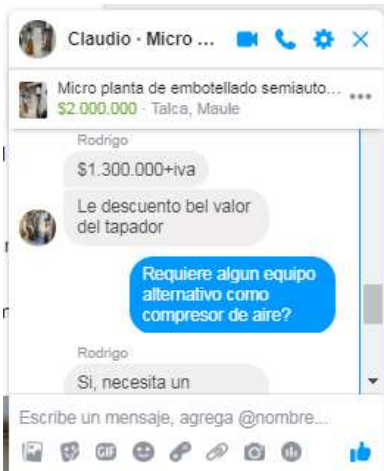 Claudio · Micro ...
Micro planta de embotellado semiauto...
$2.000.000 · Talca, Maule
Rodrigo
$1.300.000+iva
Le descuento bel valor
del tapador
Requiere algun equipo
alternativo como
compresor de aire?
Rodrigo
Si, necesita un
Escribe un mensaje, agrega @nombre...
GIF